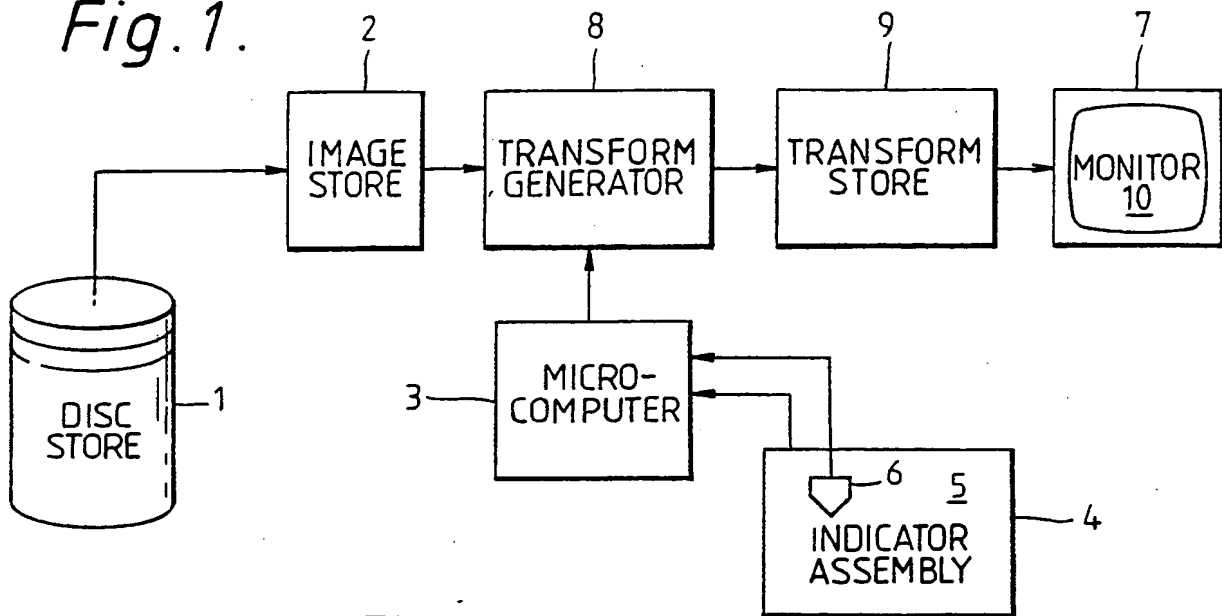 Fig.1.
2
8
9
7
IMAGE
STORE
TRANSFORM
GENERATOR
TRANSFORM
STORE
MONITOR
10
DISC
STORE
1
3
MICRO-
COMPUTER
6
5
4
INDICATOR
ASSEMBLY